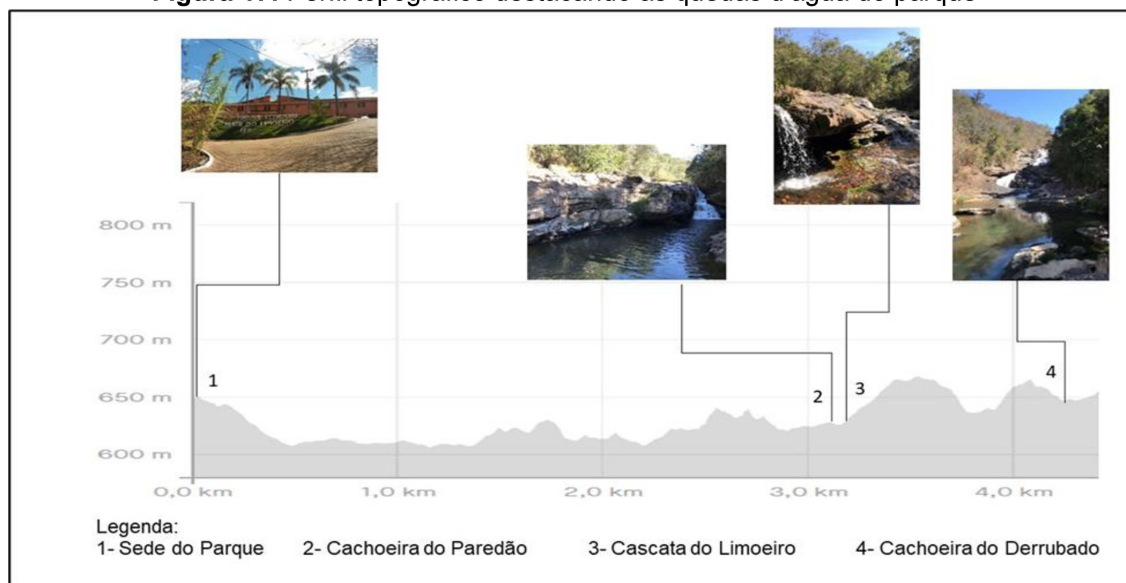 800 m
750 m
700 m
650 m
600 m
1
2
3
4
0,0 km 1,0 km 2,0 km 3,0 km 4,0 km
Legenda:
1- Sede do Parque 2- Cachoeira do Paredão 3- Cascata do Limoeiro 4- Cachoeira do Derrubado